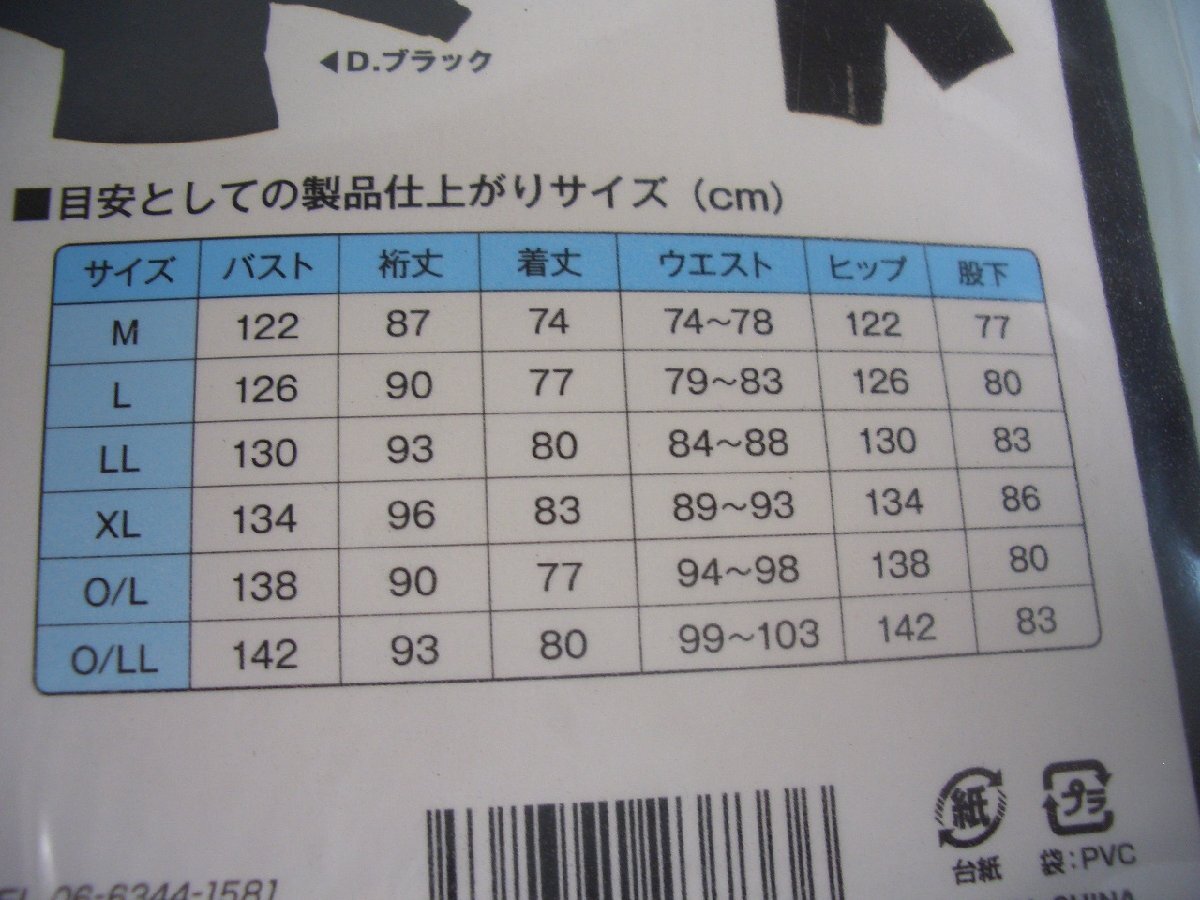 ◀D.ブラック
■目安としての製品仕上がりサイズ（cm）
サイズ バスト 裄丈 着丈 ウエスト ヒップ 股下
M 122 87 74 74〜78 122 77
L 126 90 77 79〜83 126 80
LL 130 93 80 84〜88 130 83
XL 134 96 83 89〜93 134 86
O/L 138 90 77 94〜98 138 80
O/LL 142 93 80 99〜103 142 83
紙 プラ
台紙 袋：PVC
06-6344-1581